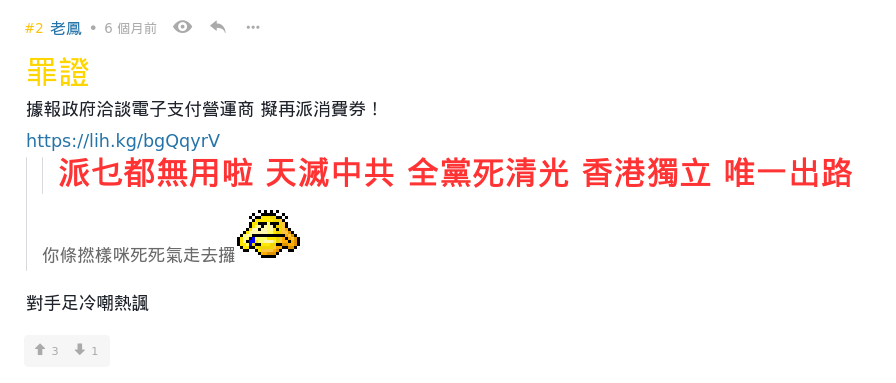 #2 老鳳 • 6 個月前
罪證
據報政府洽談電子支付營運商 擬再派消費券！
https://lih.kg/bgQqyrV
派乜都無用啦 天滅中共 全黨死清光 香港獨立 唯一出路
你條撚樣咪死死氣走去攞
對手足冷嘲熱諷
3 1